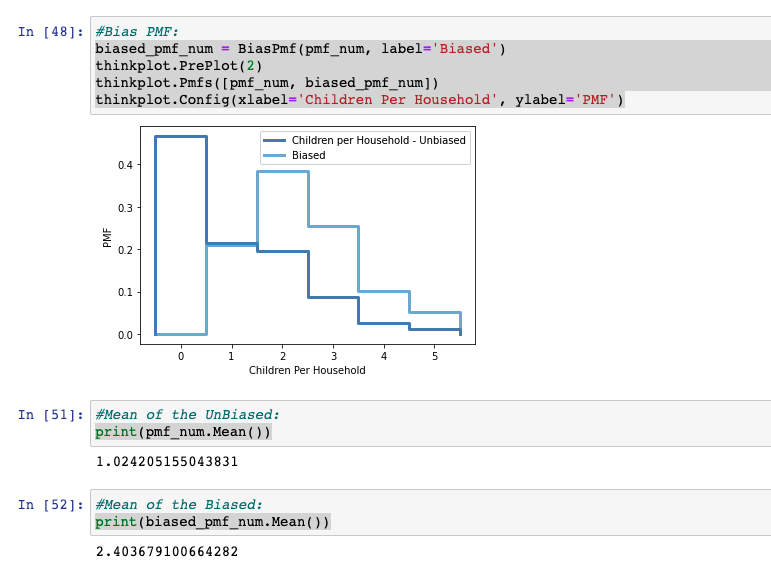 In [48]: #Bias PMF:
biased_pmf_num = BiasPmf(pmf_num, label='Biased')
thinkplot.PrePlot(2)
thinkplot.Pmfs([pmf_num, biased_pmf_num])
thinkplot.Config(xlabel='Children Per Household', ylabel='PMF')
Children per Household - Unbiased
Biased
PMF
0.4
0.3
0.2
0.1
0.0
0 1 2 3 4 5
Children Per Household
In [51]: #Mean of the UnBiased:
print(pmf_num.Mean())
1.024205155043831
In [52]: #Mean of the Biased:
print(biased_pmf_num.Mean())
2.403679100664282